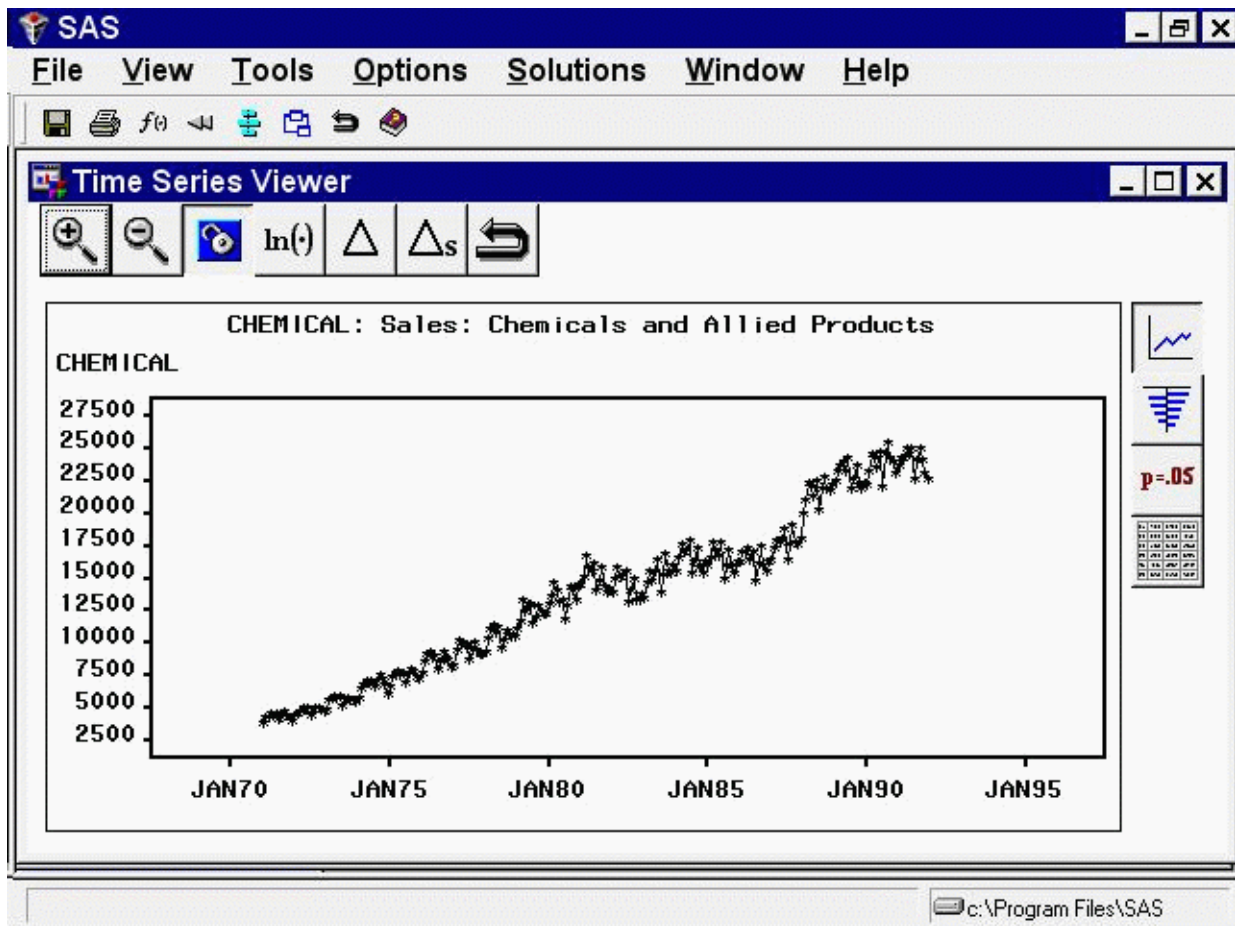 SAS
File View Tools Options Solutions Window Help
f(·)
Time Series Viewer
ln(·) Δ Δs
CHEMICAL: Sales: Chemicals and Allied Products
CHEMICAL
27500
25000
22500
20000
17500
15000
12500
10000
7500
5000
2500
JAN70 JAN75 JAN80 JAN85 JAN90 JAN95
p=.05
c:\Program Files\SAS